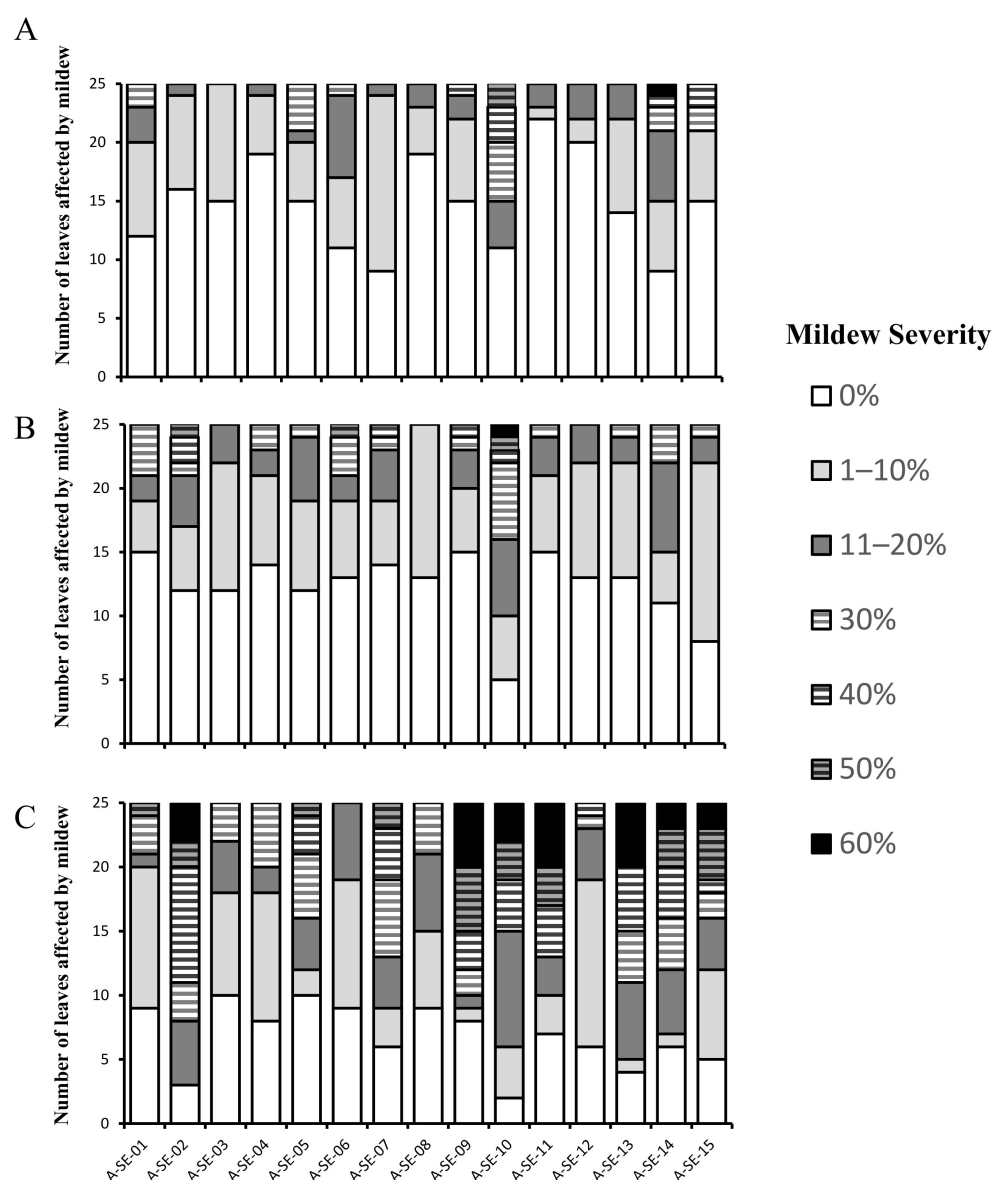 A
Number of leaves affected by mildew
25
20
15
10
5
0
B
Number of leaves affected by mildew
25
20
15
10
5
0
C
Number of leaves affected by mildew
25
20
15
10
5
0
A-SE-01
A-SE-02
A-SE-03
A-SE-04
A-SE-05
A-SE-06
A-SE-07
A-SE-08
A-SE-09
A-SE-10
A-SE-11
A-SE-12
A-SE-13
A-SE-14
A-SE-15
Mildew Severity
0%
1–10%
11–20%
30%
40%
50%
60%